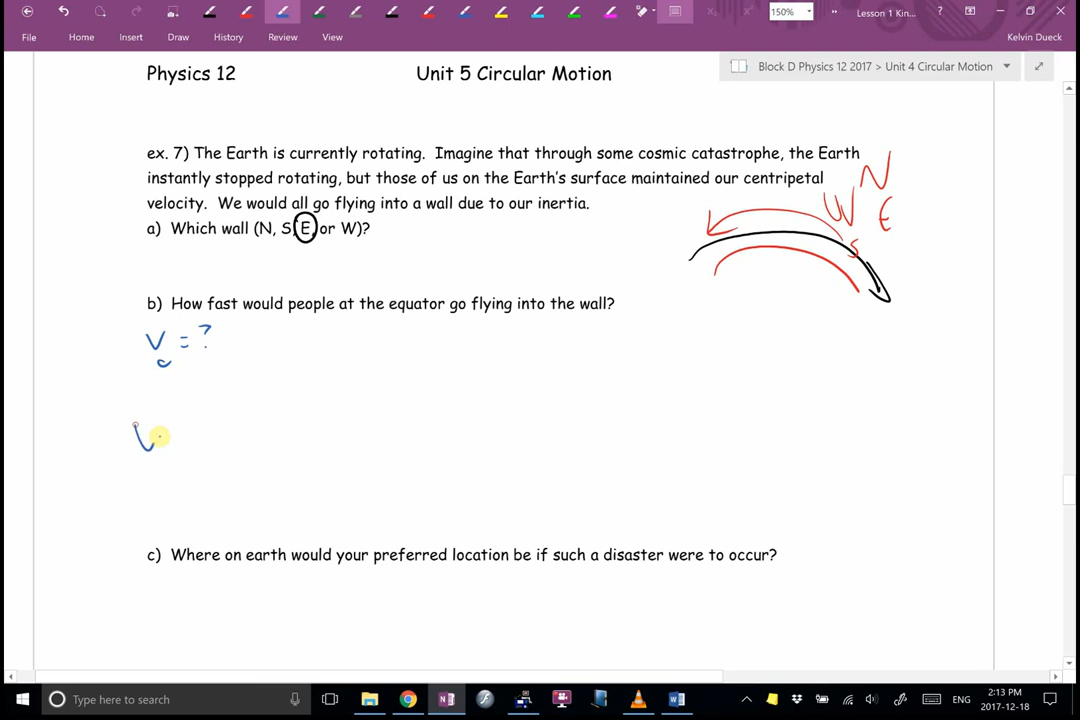 150%
Lesson 1 Kin...
?
File
Home
Insert
Draw
History
Review
View
Kelvin Dueck
Physics 12
Unit 5 Circular Motion
Block D Physics 12 2017 > Unit 4 Circular Motion
ex. 7) The Earth is currently rotating. Imagine that through some cosmic catastrophe, the Earth
instantly stopped rotating, but those of us on the Earth's surface maintained our centripetal
velocity. We would all go flying into a wall due to our inertia.
a) Which wall (N, S, E, or W)?
N
W
E
S
b) How fast would people at the equator go flying into the wall?
Vc = ?
V
c) Where on earth would your preferred location be if such a disaster were to occur?
Type here to search
ENG
2:13 PM
2017-12-18